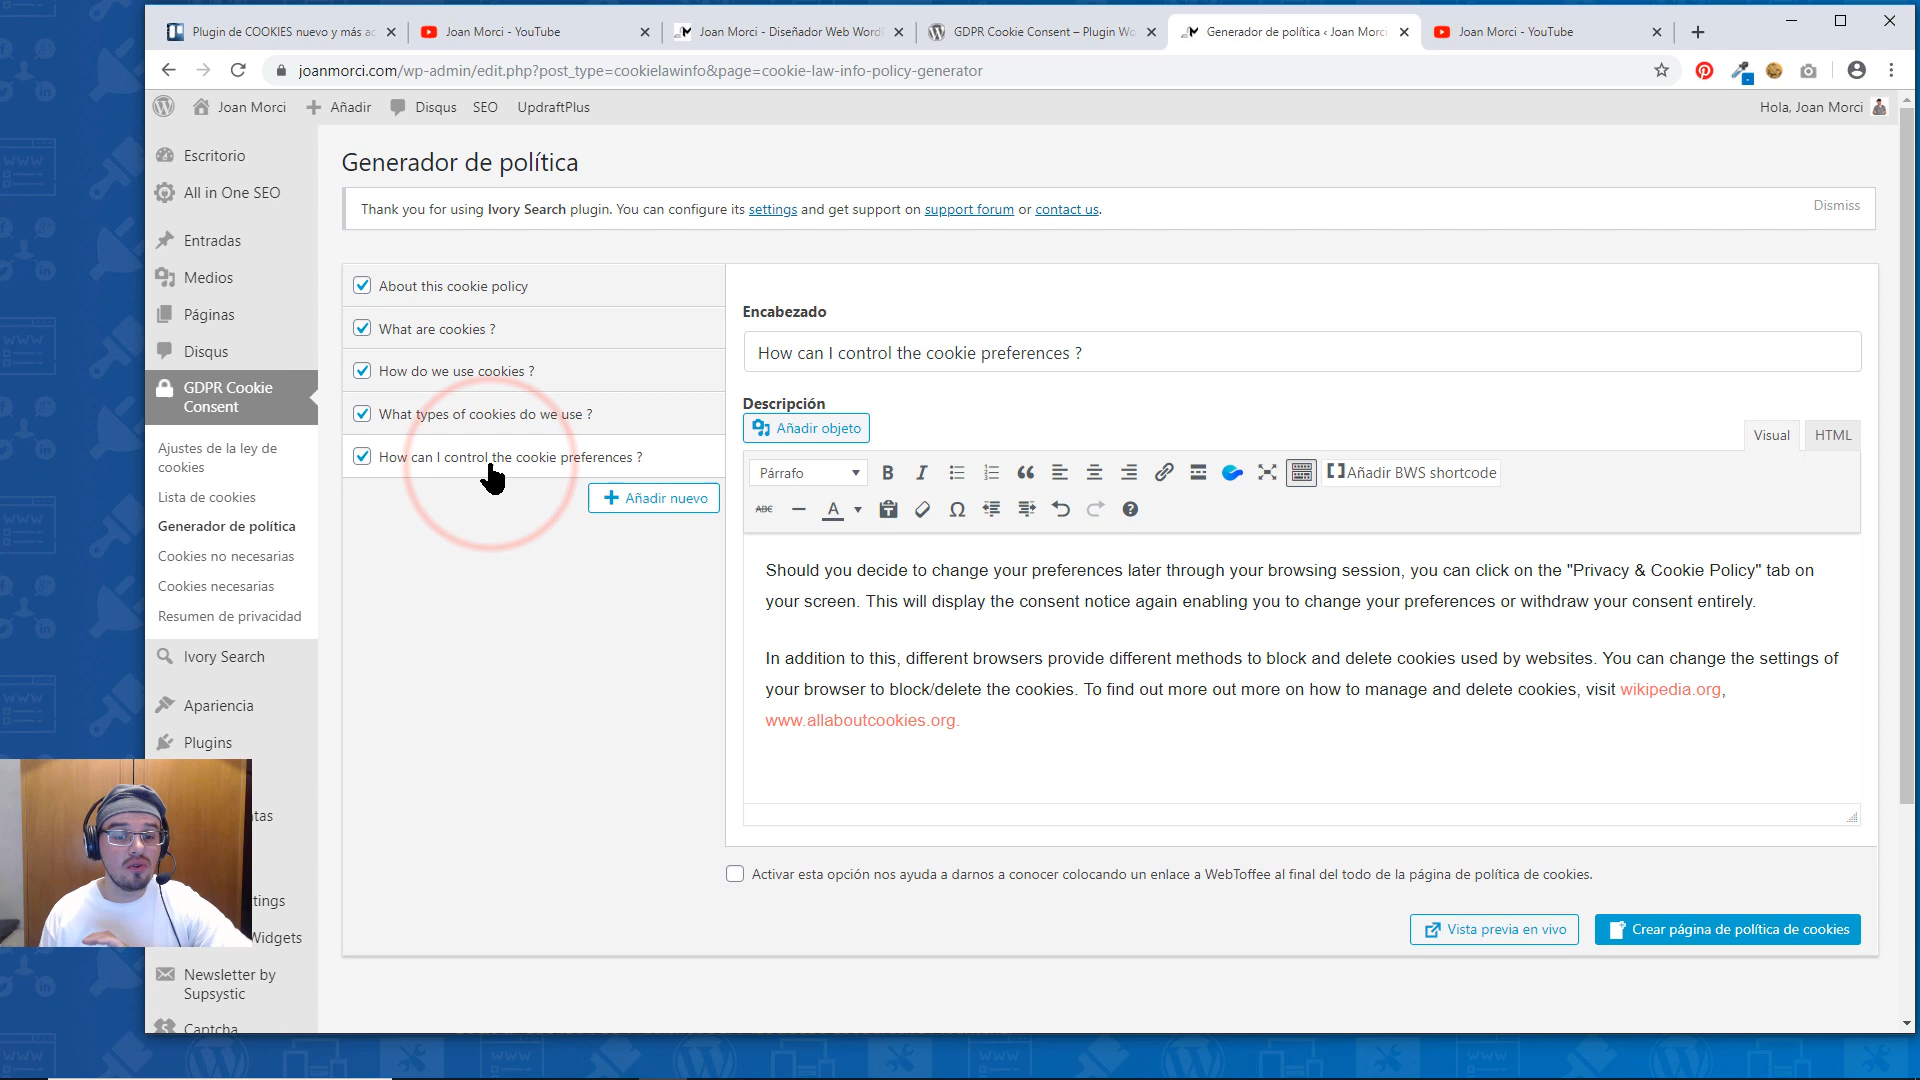 Plugin de COOKIES nuevo y más ac
Joan Morci - YouTube
Joan Morci - Diseñador Web Word
GDPR Cookie Consent – Plugin Wo
Generador de política ‹ Joan Morci
Joan Morci - YouTube
joanmorci.com/wp-admin/edit.php?post_type=cookielawinfo&page=cookie-law-info-policy-generator
Joan Morci
Añadir
Disqus
SEO
UpdraftPlus
Hola, Joan Morci
Escritorio
All in One SEO
Entradas
Medios
Páginas
Disqus
GDPR Cookie
Consent
Ajustes de la ley de
cookies
Lista de cookies
Generador de política
Cookies no necesarias
Cookies necesarias
Resumen de privacidad
Ivory Search
Apariencia
Plugins
tas
tings
Widgets
Newsletter by
Supsystic
Captcha
Generador de política
Thank you for using Ivory Search plugin. You can configure its settings and get support on support forum or contact us.
Dismiss
About this cookie policy
What are cookies ?
How do we use cookies ?
What types of cookies do we use ?
How can I control the cookie preferences ?
Añadir nuevo
Encabezado
How can I control the cookie preferences ?
Descripción
Añadir objeto
Visual
HTML
Párrafo
B I
Añadir BWS shortcode
ABC
A
Should you decide to change your preferences later through your browsing session, you can click on the "Privacy & Cookie Policy" tab on
your screen. This will display the consent notice again enabling you to change your preferences or withdraw your consent entirely.
In addition to this, different browsers provide different methods to block and delete cookies used by websites. You can change the settings of
your browser to block/delete the cookies. To find out more out more on how to manage and delete cookies, visit wikipedia.org,
www.allaboutcookies.org.
Activar esta opción nos ayuda a darnos a conocer colocando un enlace a WebToffee al final del todo de la página de política de cookies.
Vista previa en vivo
Crear página de política de cookies